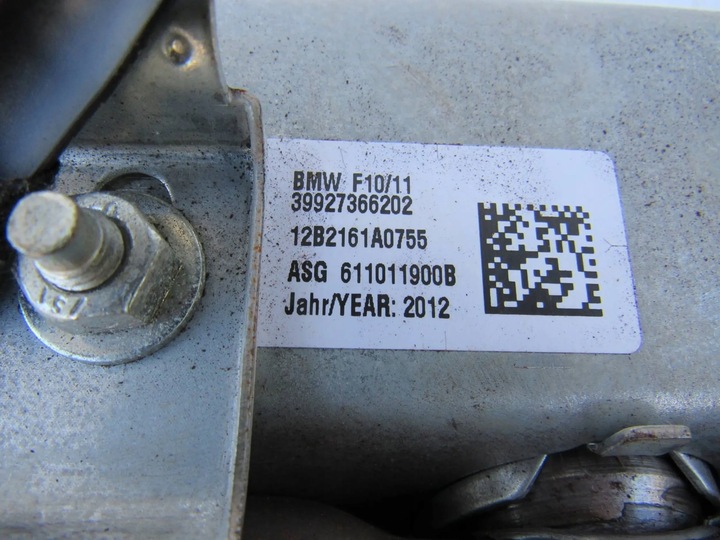 BMW F10/11
39927366202
12B2161A0755
ASG 611011900B
Jahr/YEAR: 2012